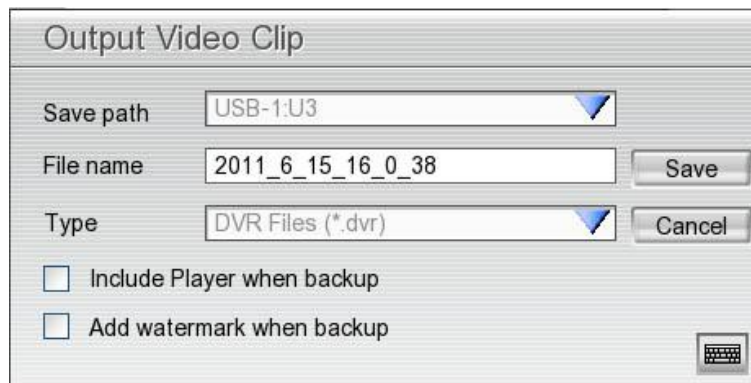 Output Video Clip
Save path USB-1:U3
File name 2011_6_15_16_0_38 Save
Type DVR Files (*.dvr) Cancel
Include Player when backup
Add watermark when backup